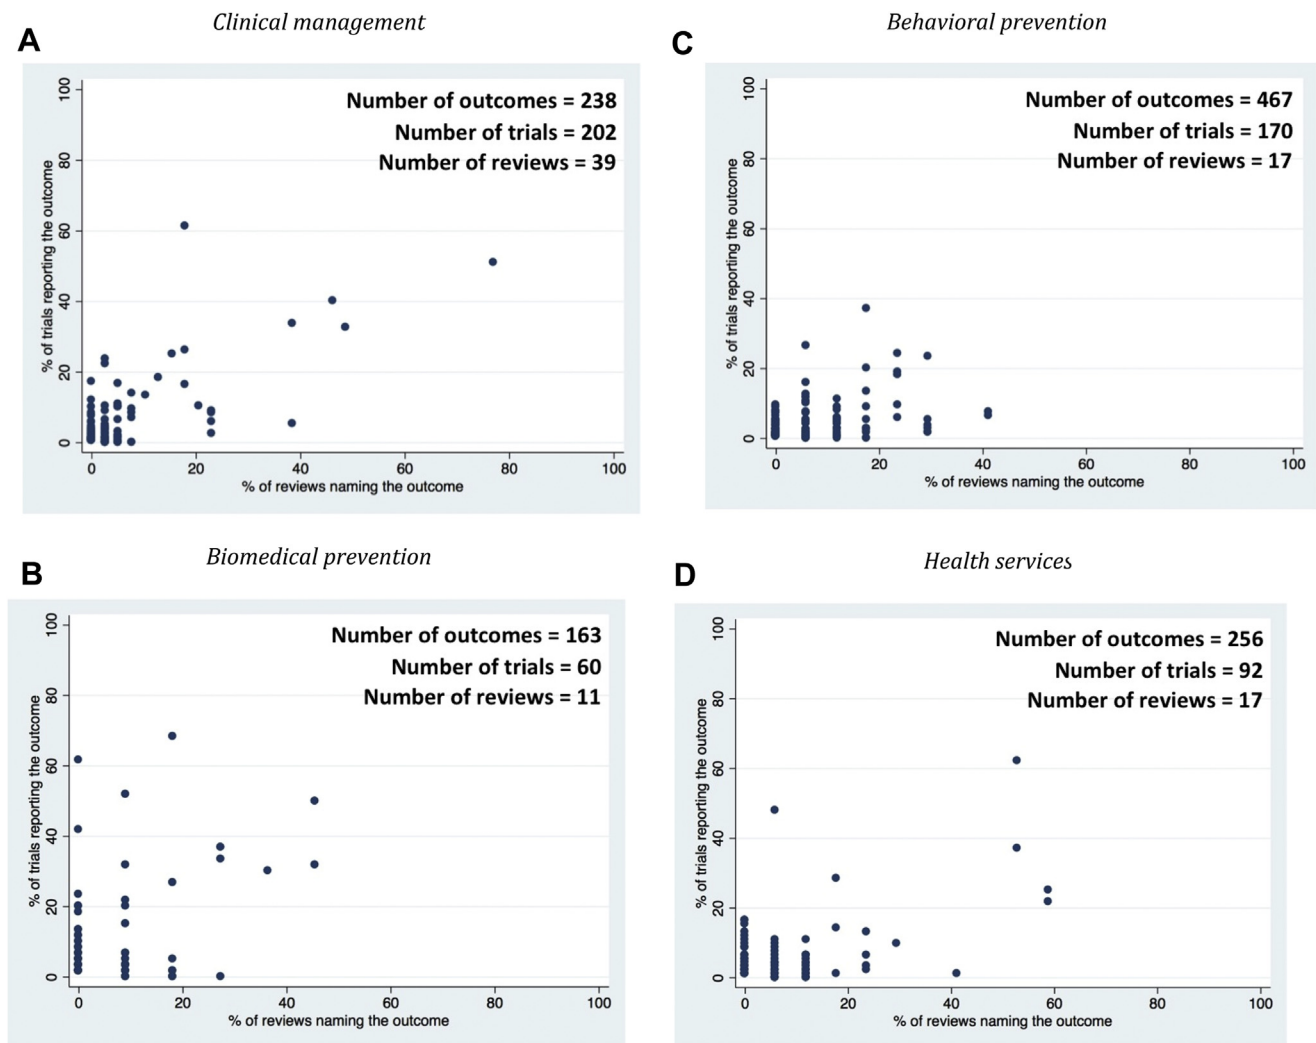 Clinical management
A
Number of outcomes = 238
Number of trials = 202
Number of reviews = 39
% of trials reporting the outcome
100
80
60
40
20
0
0 20 40 60 80 100
% of reviews naming the outcome
Behavioral prevention
C
Number of outcomes = 467
Number of trials = 170
Number of reviews = 17
% of trials reporting the outcome
100
80
60
40
20
0
0 20 40 60 80 100
% of reviews naming the outcome
Biomedical prevention
B
Number of outcomes = 163
Number of trials = 60
Number of reviews = 11
% of trials reporting the outcome
100
80
60
40
20
0
0 20 40 60 80 100
% of reviews naming the outcome
Health services
D
Number of outcomes = 256
Number of trials = 92
Number of reviews = 17
% of trials reporting the outcome
100
80
60
40
20
0
0 20 40 60 80 100
% of reviews naming the outcome